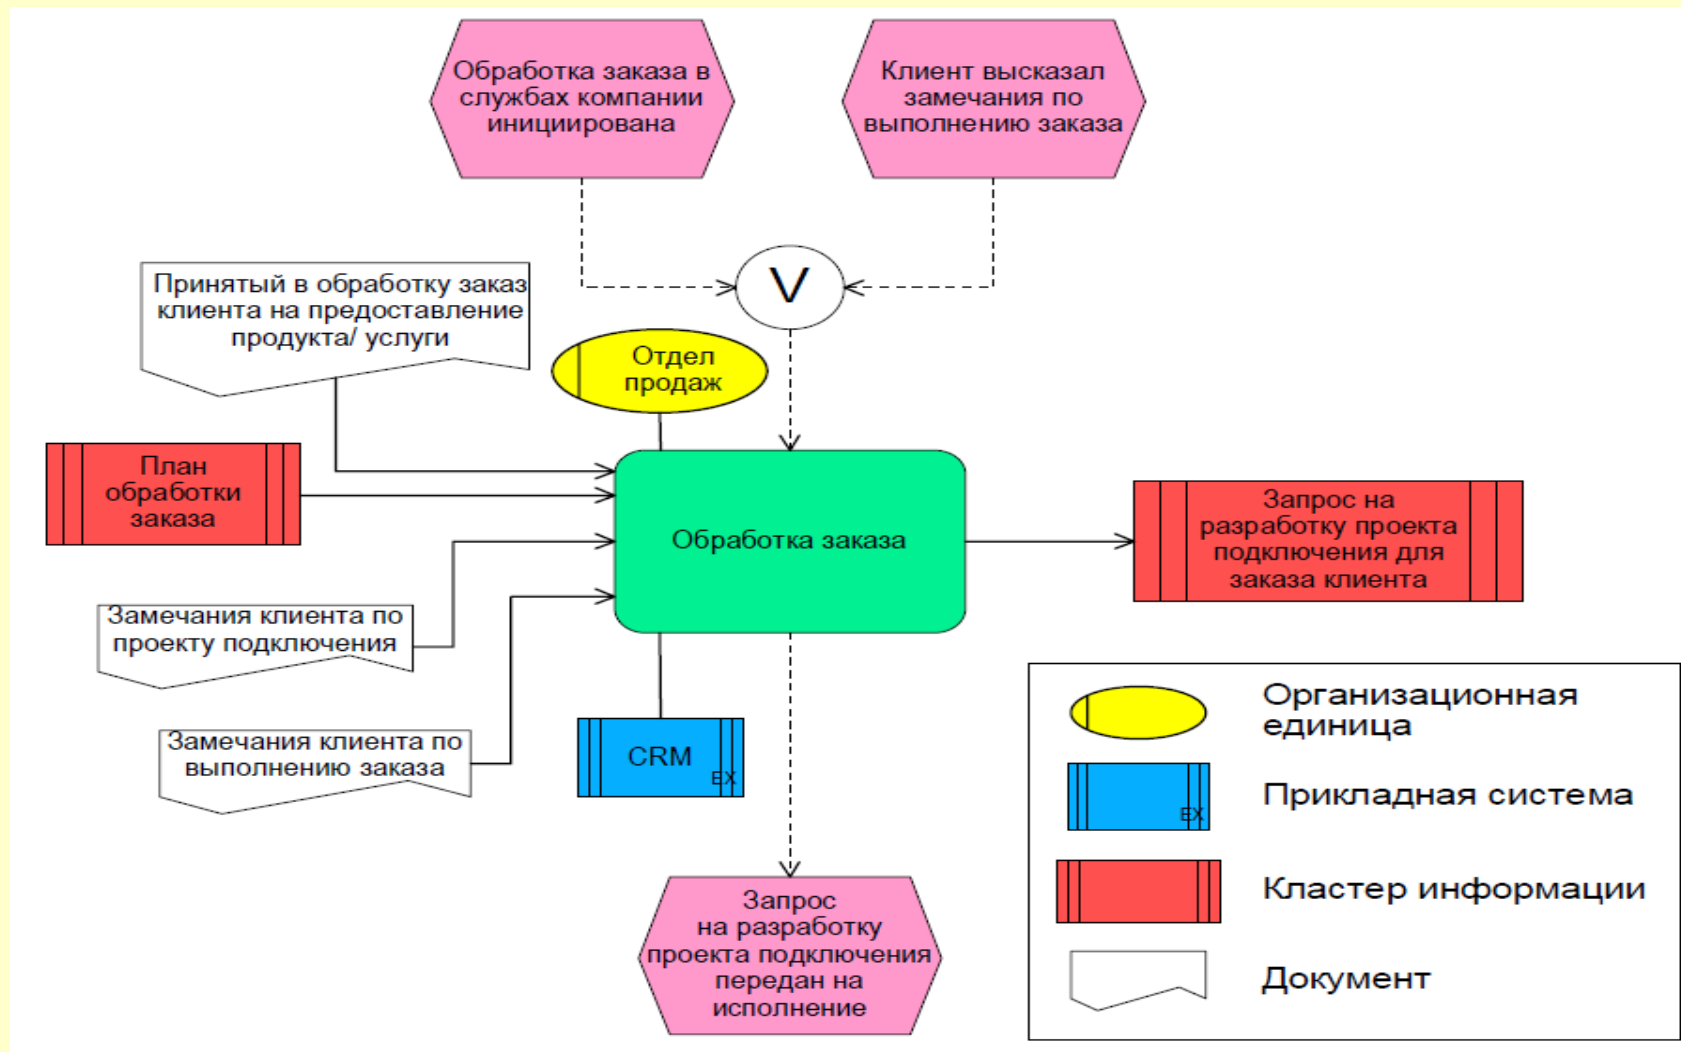 Обработка заказа в
службах компании
инициирована
Клиент высказал
замечания по
выполнению заказа
V
Принятый в обработку заказ
клиента на предоставление
продукта/ услуги
Отдел
продаж
План
обработки
заказа
Обработка заказа
Запрос на
разработку проекта
подключения для
заказа клиента
Замечания клиента по
проекту подключения
Замечания клиента по
выполнению заказа
CRM
EX
Запрос
на разработку
проекта подключения
передан на
исполнение
Организационная
единица
Прикладная система
EX
Кластер информации
Документ